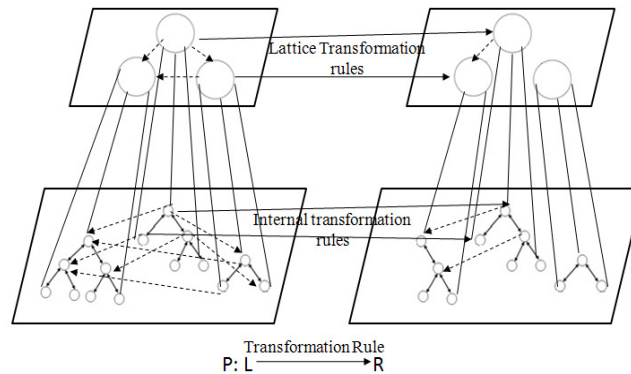 Lattice Transformation
rules
Internal transformation
rules
Transformation Rule
P: L R